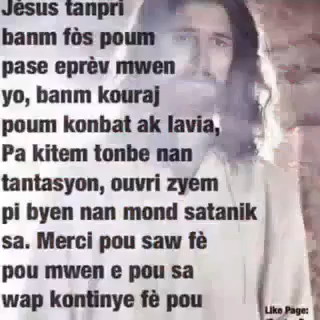 Jésus tanpri
banm fòs poum
pase eprèv mwen
yo, banm kouraj
poum konbat ak lavia,
Pa kitem tonbe nan
tantasyon, ouvri zyem
pi byen nan mond satanik
sa. Merci pou saw fè
pou mwen e pou sa
wap kontinye fè pou
Like Page: